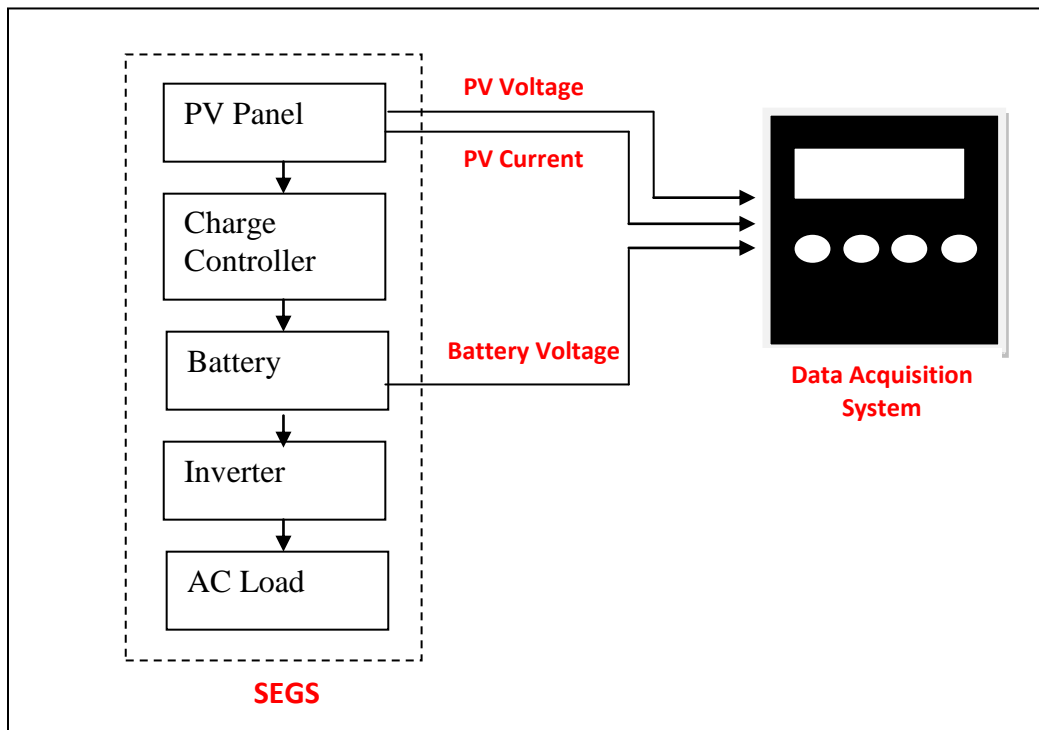 PV Panel
PV Voltage
PV Current
Charge
Controller
Battery
Battery Voltage
Data Acquisition
System
Inverter
AC Load
SEGS